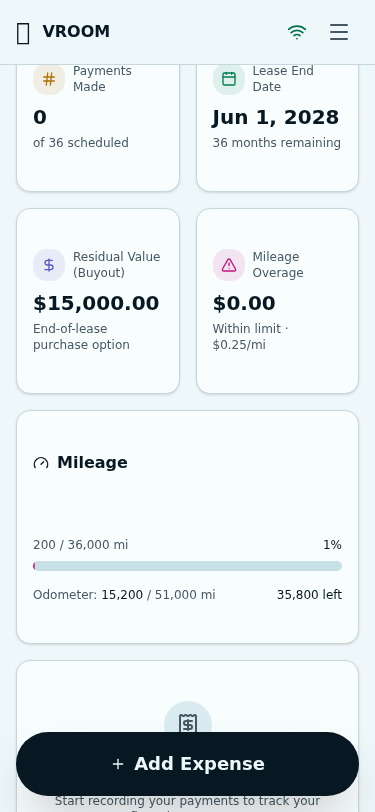 VROOM
Payments
Made
0
of 36 scheduled
Lease End
Date
Jun 1, 2028
36 months remaining
Residual Value
(Buyout)
$15,000.00
End-of-lease
purchase option
Mileage
Overage
$0.00
Within limit ·
$0.25/mi
Mileage
200 / 36,000 mi
1%
Odometer: 15,200 / 51,000 mi
35,800 left
+ Add Expense
Start recording your payments to track your